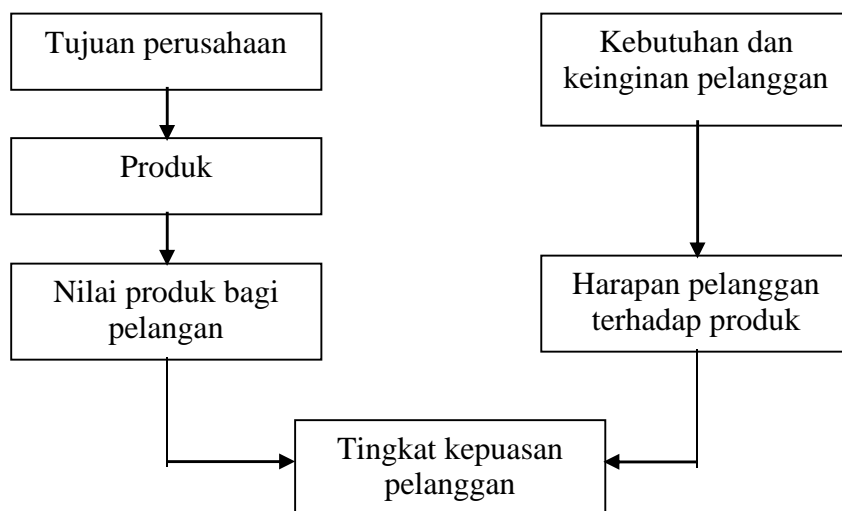 Tujuan perusahaan
Produk
Nilai produk bagi
pelangan
Kebutuhan dan
keinginan pelanggan
Harapan pelanggan
terhadap produk
Tingkat kepuasan
pelanggan